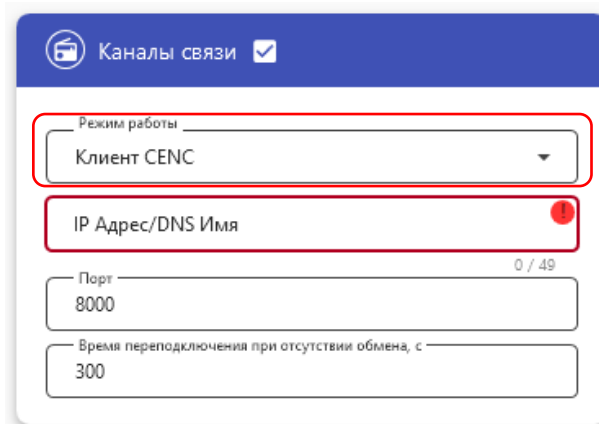 Каналы связи
Режим работы
Клиент CENC
IP Адрес/DNS Имя
!
0 / 49
Порт
8000
Время переподключения при отсутствии обмена, с
300